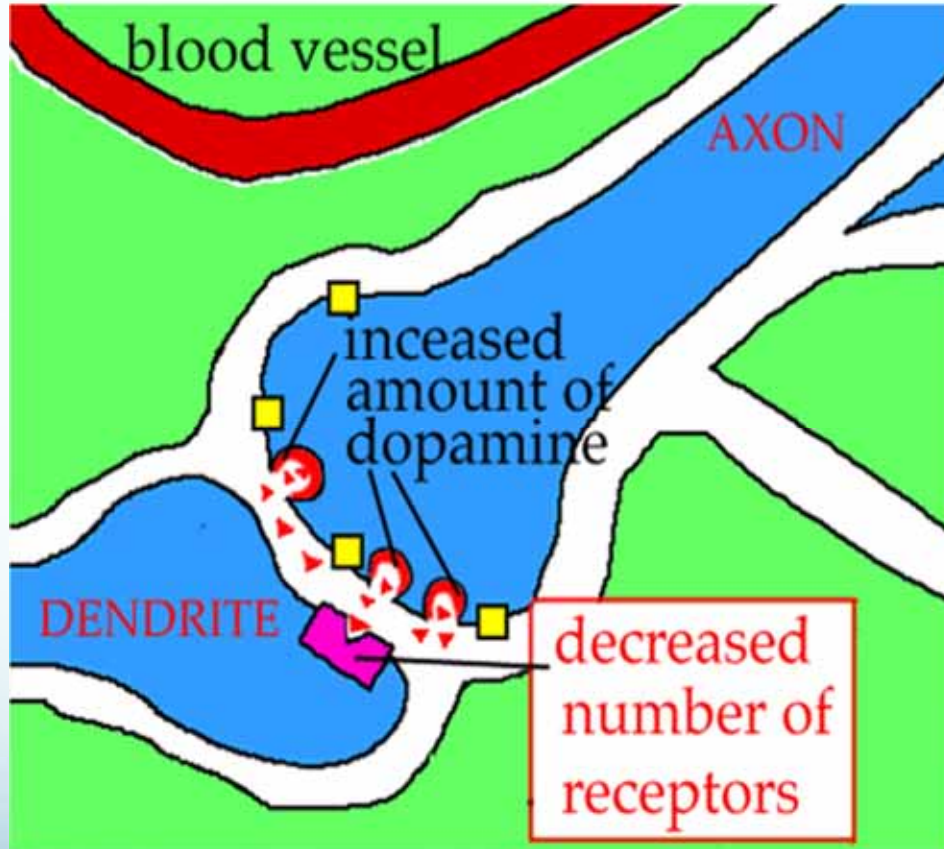 blood vessel
AXON
inceased
amount of
dopamine
DENDRITE
decreased
number of
receptors